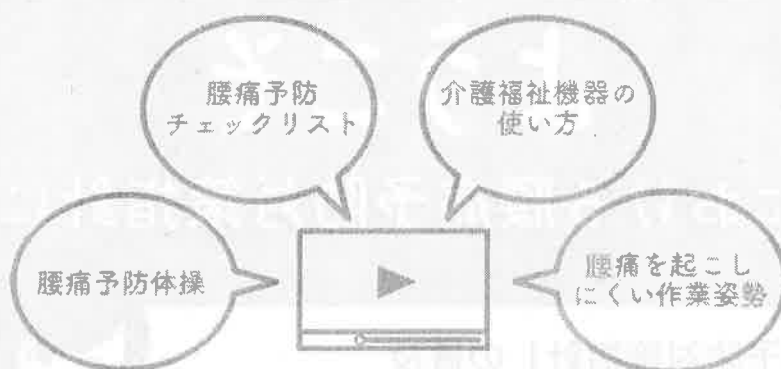 腰痛予防
チェックリスト
介護福祉機器の
使い方
腰痛予防体操
腰痛を起こし
にくい作業姿勢